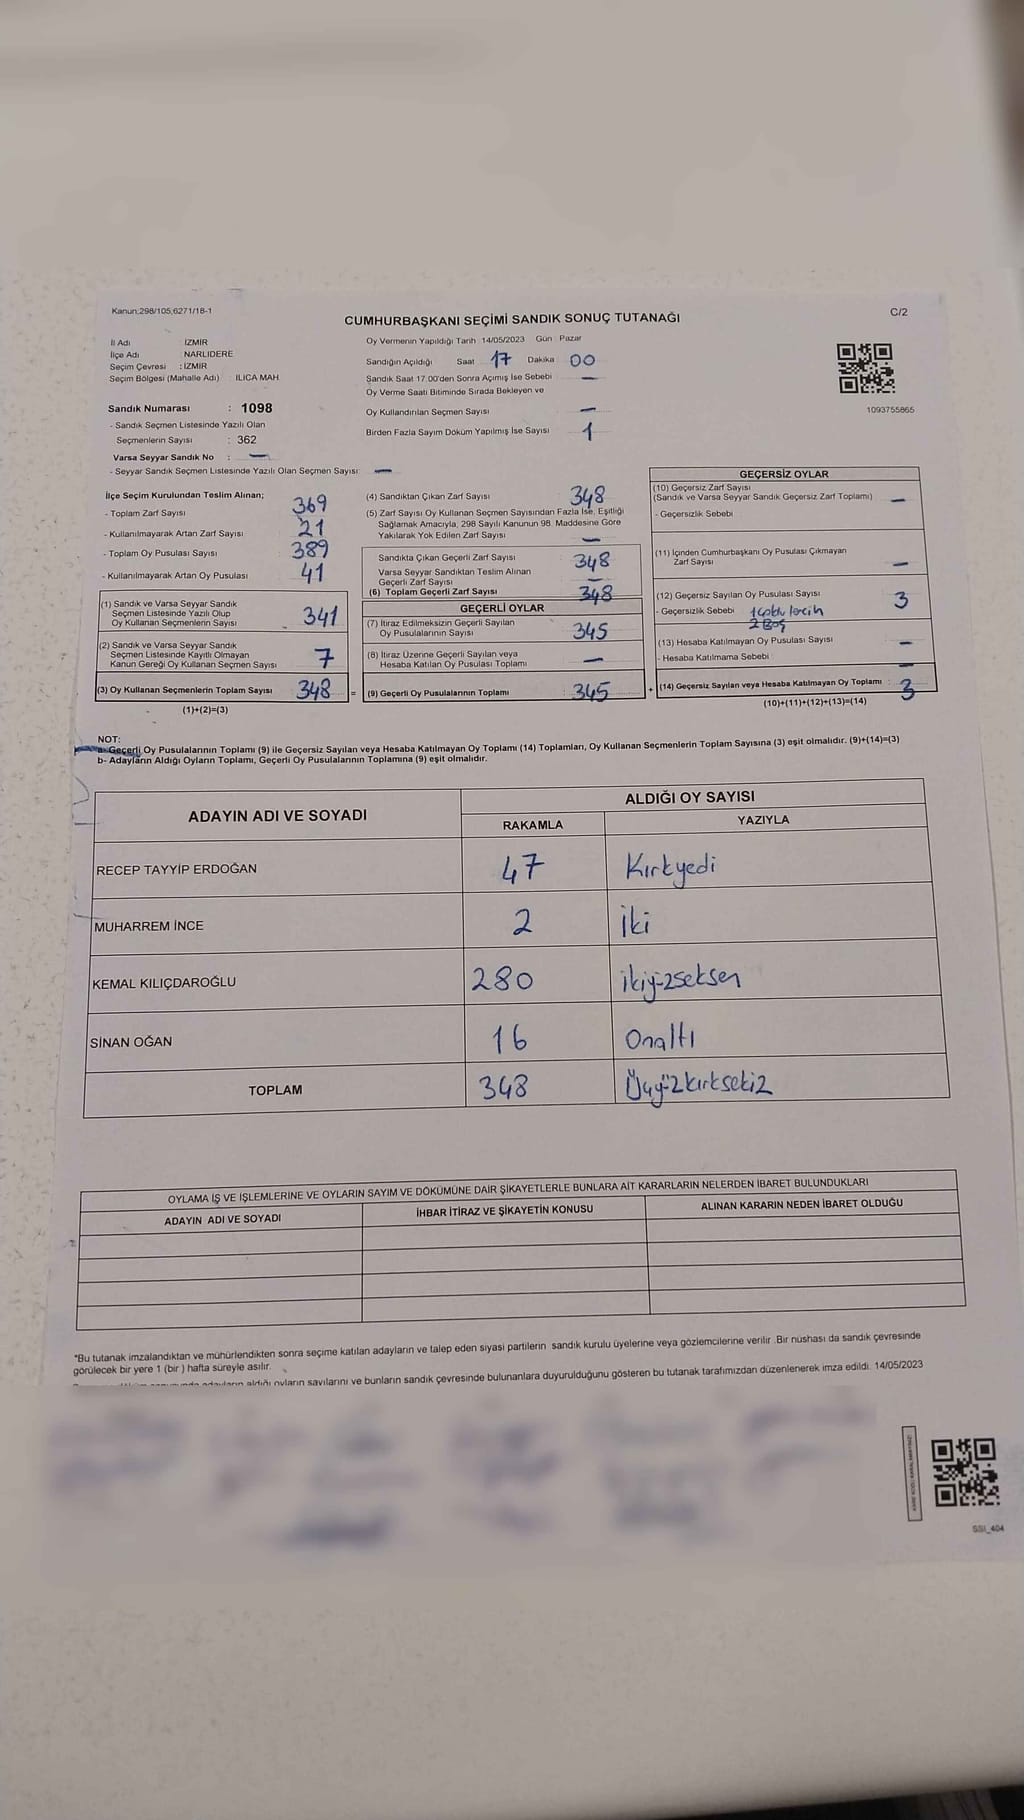 Kanun;298/105;6271/18-1
C/2
CUMHURBAŞKANI SEÇİMİ SANDIK SONUÇ TUTANAĞI
İl Adı : İZMİR
İlçe Adı : NARLIDERE
Seçim Çevresi : İZMİR
Seçim Bölgesi (Mahalle Adı) : ILICA MAH.
Sandık Numarası : 1098
- Sandık Seçmen Listesinde Yazılı Olan
Seçmenlerin Sayısı : 362
Varsa Seyyar Sandık No : —
- Seyyar Sandık Seçmen Listesinde Yazılı Olan Seçmen Sayısı: —
Oy Vermenin Yapıldığı Tarih 14/05/2023 Gün : Pazar
Sandığın Açıldığı Saat 17 Dakika 00
Sandık Saat 17.00'den Sonra Açımış İse Sebebi —
Oy Verme Saati Bitiminde Sırada Bekleyen ve
Oy Kullandırılan Seçmen Sayısı —
Birden Fazla Sayım Döküm Yapılmış İse Sayısı 1
1093755865
İlçe Seçim Kurulundan Teslim Alınan;
- Toplam Zarf Sayısı 369
- Kullanılmayarak Artan Zarf Sayısı 21
- Toplam Oy Pusulası Sayısı 389
- Kullanılmayarak Artan Oy Pusulası 41
(1) Sandık ve Varsa Seyyar Sandık
Seçmen Listesinde Yazılı Olup
Oy Kullanan Seçmenlerin Sayısı 341
(2) Sandık ve Varsa Seyyar Sandık
Seçmen Listesinde Kayıtlı Olmayan
Kanun Gereği Oy Kullanan Seçmen Sayısı 7
(3) Oy Kullanan Seçmenlerin Toplam Sayısı 348 =
(1)+(2)=(3)
(4) Sandıktan Çıkan Zarf Sayısı 348
(5) Zarf Sayısı Oy Kullanan Seçmen Sayısından Fazla İse, Eşitliği
Sağlamak Amacıyla, 298 Sayılı Kanunun 98. Maddesine Göre
Yakılarak Yok Edilen Zarf Sayısı —
Sandıkta Çıkan Geçerli Zarf Sayısı 348
Varsa Seyyar Sandıktan Teslim Alınan
Geçerli Zarf Sayısı —
(6) Toplam Geçerli Zarf Sayısı 348
GEÇERLİ OYLAR
(7) İtiraz Edilmeksizin Geçerli Sayılan
Oy Pusulalarının Sayısı 345
(8) İtiraz Üzerine Geçerli Sayılan veya
Hesaba Katılan Oy Pusulası Toplamı —
(9) Geçerli Oy Pusulalarının Toplamı : 345 +
GEÇERSİZ OYLAR
(10) Geçersiz Zarf Sayısı
(Sandık ve Varsa Seyyar Sandık Geçersiz Zarf Toplamı) —
- Geçersizlik Sebebi
(11) İçinden Cumhurbaşkanı Oy Pusulası Çıkmayan
Zarf Sayısı —
(12) Geçersiz Sayılan Oy Pusulası Sayısı 3
- Geçersizlik Sebebi 1 çoklu tercih
2 Boş
(13) Hesaba Katılmayan Oy Pusulası Sayısı —
- Hesaba Katılmama Sebebi —
(14) Geçersiz Sayılan veya Hesaba Katılmayan Oy Toplamı : 3
(10)+(11)+(12)+(13)=(14)
NOT:
a- Geçerli Oy Pusulalarının Toplamı (9) ile Geçersiz Sayılan veya Hesaba Katılmayan Oy Toplamı (14) Toplamları, Oy Kullanan Seçmenlerin Toplam Sayısına (3) eşit olmalıdır. (9)+(14)=(3)
b- Adayların Aldığı Oyların Toplamı, Geçerli Oy Pusulalarının Toplamına (9) eşit olmalıdır.
ADAYIN ADI VE SOYADI
ALDIĞI OY SAYISI
RAKAMLA YAZIYLA
RECEP TAYYİP ERDOĞAN 47 Kırkyedi
MUHARREM İNCE 2 İki
KEMAL KILIÇDAROĞLU 280 ikiyüzseksen
SİNAN OĞAN 16 Onaltı
TOPLAM 348 Üçyüzkırksekiz
OYLAMA İŞ VE İŞLEMLERİNE VE OYLARIN SAYIM VE DÖKÜMÜNE DAİR ŞİKAYETLERLE BUNLARA AİT KARARLARIN NELERDEN İBARET BULUNDUKLARI
ADAYIN ADI VE SOYADI İHBAR İTİRAZ VE ŞİKAYETİN KONUSU ALINAN KARARIN NEDEN İBARET OLDUĞU
*Bu tutanak imzalandıktan ve mühürlendikten sonra seçime katılan adayların ve talep eden siyasi partilerin sandık kurulu üyelerine veya gözlemcilerine verilir .Bir nüshası da sandık çevresinde
görülecek bir yere 1 (bir ) hafta süreyle asılır.
adayların aldığı oyların sayılarını ve bunların sandık çevresinde bulunanlara duyurulduğunu gösteren bu tutanak tarafımızdan düzenlenerek imza edildi. 14/05/2023
SSI_404